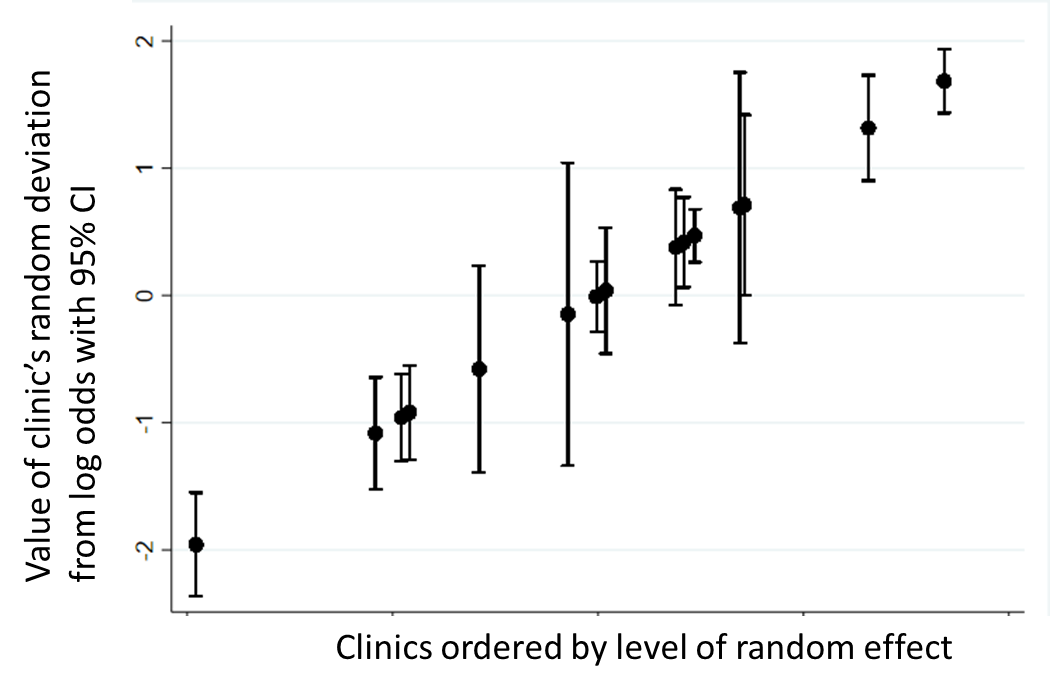 Value of clinic's random deviation
from log odds with 95% CI
2
1
0
-1
-2
Clinics ordered by level of random effect